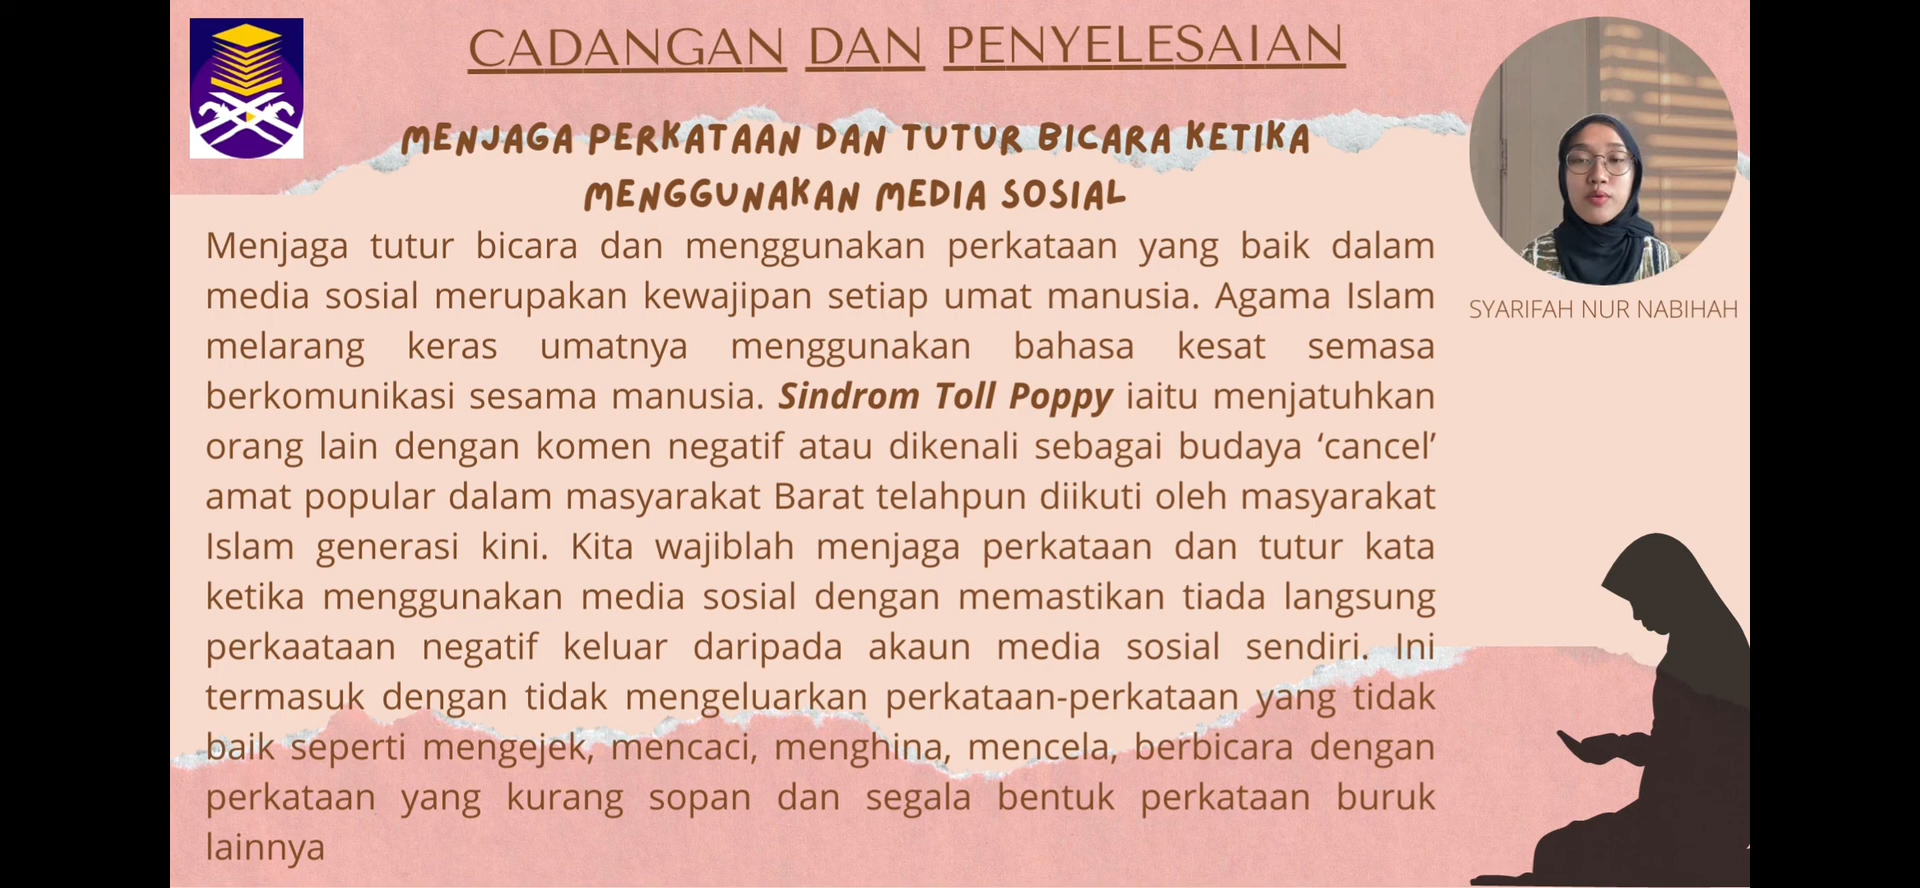 CADANGAN DAN PENYELESAIAN
MENJAGA PERKATAAN DAN TUTUR BICARA KETIKA
MENGGUNAKAN MEDIA SOSIAL
Menjaga tutur bicara dan menggunakan perkataan yang baik dalam
media sosial merupakan kewajipan setiap umat manusia. Agama Islam
melarang keras umatnya menggunakan bahasa kesat semasa
berkomunikasi sesama manusia. Sindrom Toll Poppy iaitu menjatuhkan
orang lain dengan komen negatif atau dikenali sebagai budaya ‘cancel’
amat popular dalam masyarakat Barat telahpun diikuti oleh masyarakat
Islam generasi kini. Kita wajiblah menjaga perkataan dan tutur kata
ketika menggunakan media sosial dengan memastikan tiada langsung
perkaataan negatif keluar daripada akaun media sosial sendiri. Ini
termasuk dengan tidak mengeluarkan perkataan-perkataan yang tidak
baik seperti mengejek, mencaci, menghina, mencela, berbicara dengan
perkataan yang kurang sopan dan segala bentuk perkataan buruk
lainnya
SYARIFAH NUR NABIHAH